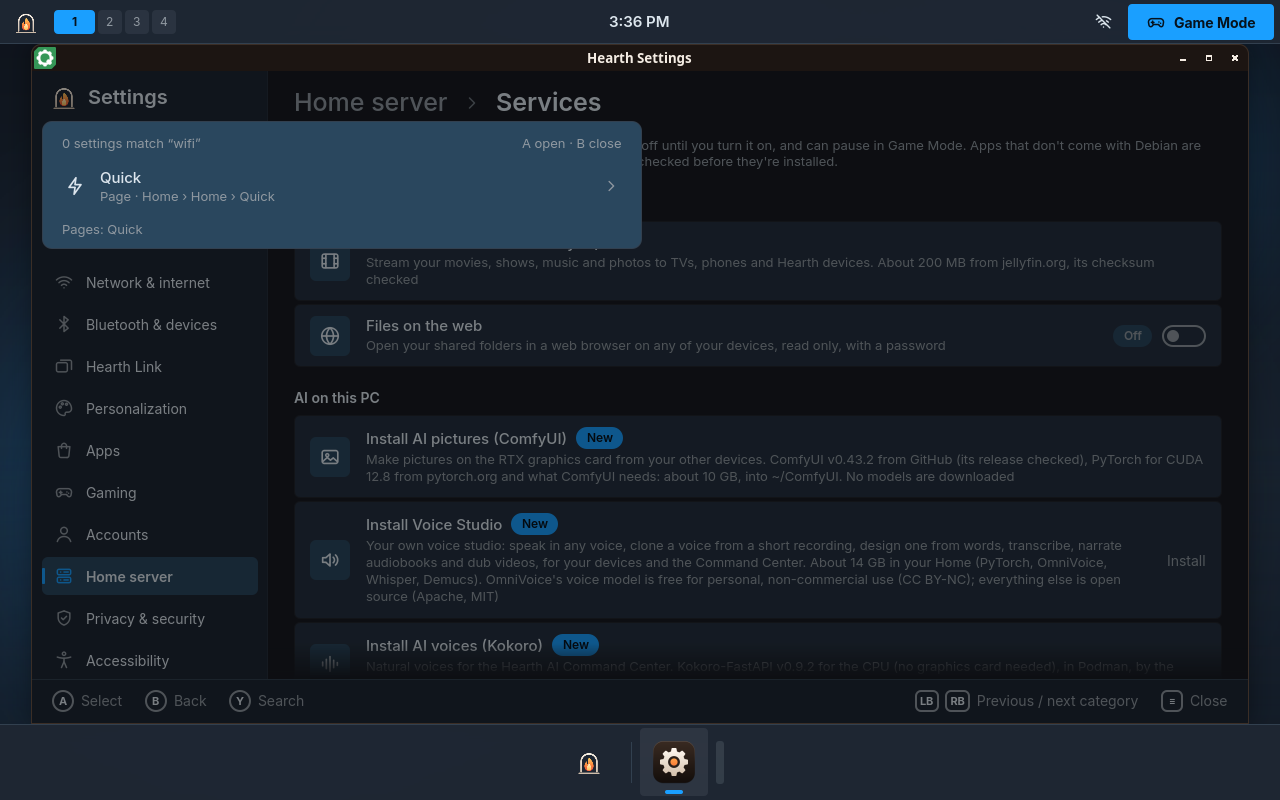 1
2
3
4
3:36 PM
Game Mode
Hearth Settings
Settings
Home server
Services
0 settings match “wifi”
A open · B close
Quick
Page · Home › Home › Quick
Pages: Quick
off until you turn it on, and can pause in Game Mode. Apps that don't come with Debian are
checked before they're installed.
Stream your movies, shows, music and photos to TVs, phones and Hearth devices. About 200 MB from jellyfin.org, its checksum
checked
Files on the web
Open your shared folders in a web browser on any of your devices, read only, with a password
Off
AI on this PC
Install AI pictures (ComfyUI)
New
Make pictures on the RTX graphics card from your other devices. ComfyUI v0.43.2 from GitHub (its release checked), PyTorch for CUDA
12.8 from pytorch.org and what ComfyUI needs: about 10 GB, into ~/ComfyUI. No models are downloaded
Install Voice Studio
New
Your own voice studio: speak in any voice, clone a voice from a short recording, design one from words, transcribe, narrate
audiobooks and dub videos, for your devices and the Command Center. About 14 GB in your Home (PyTorch, OmniVoice,
Whisper, Demucs). OmniVoice's voice model is free for personal, non-commercial use (CC BY-NC); everything else is open
source (Apache, MIT)
Install
Install AI voices (Kokoro)
New
Natural voices for the Hearth AI Command Center. Kokoro-FastAPI v0.9.2 for the CPU (no graphics card needed), in Podman, by the
Network & internet
Bluetooth & devices
Hearth Link
Personalization
Apps
Gaming
Accounts
Home server
Privacy & security
Accessibility
A Select
B Back
Y Search
LB RB Previous / next category
≡ Close